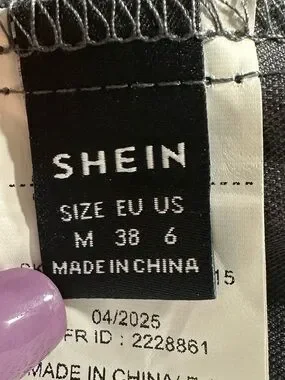 SHEIN
SIZE EU US
M 38 6
MADE IN CHINA
15
04/2025
FR ID : 2228861
MADE IN CHINA